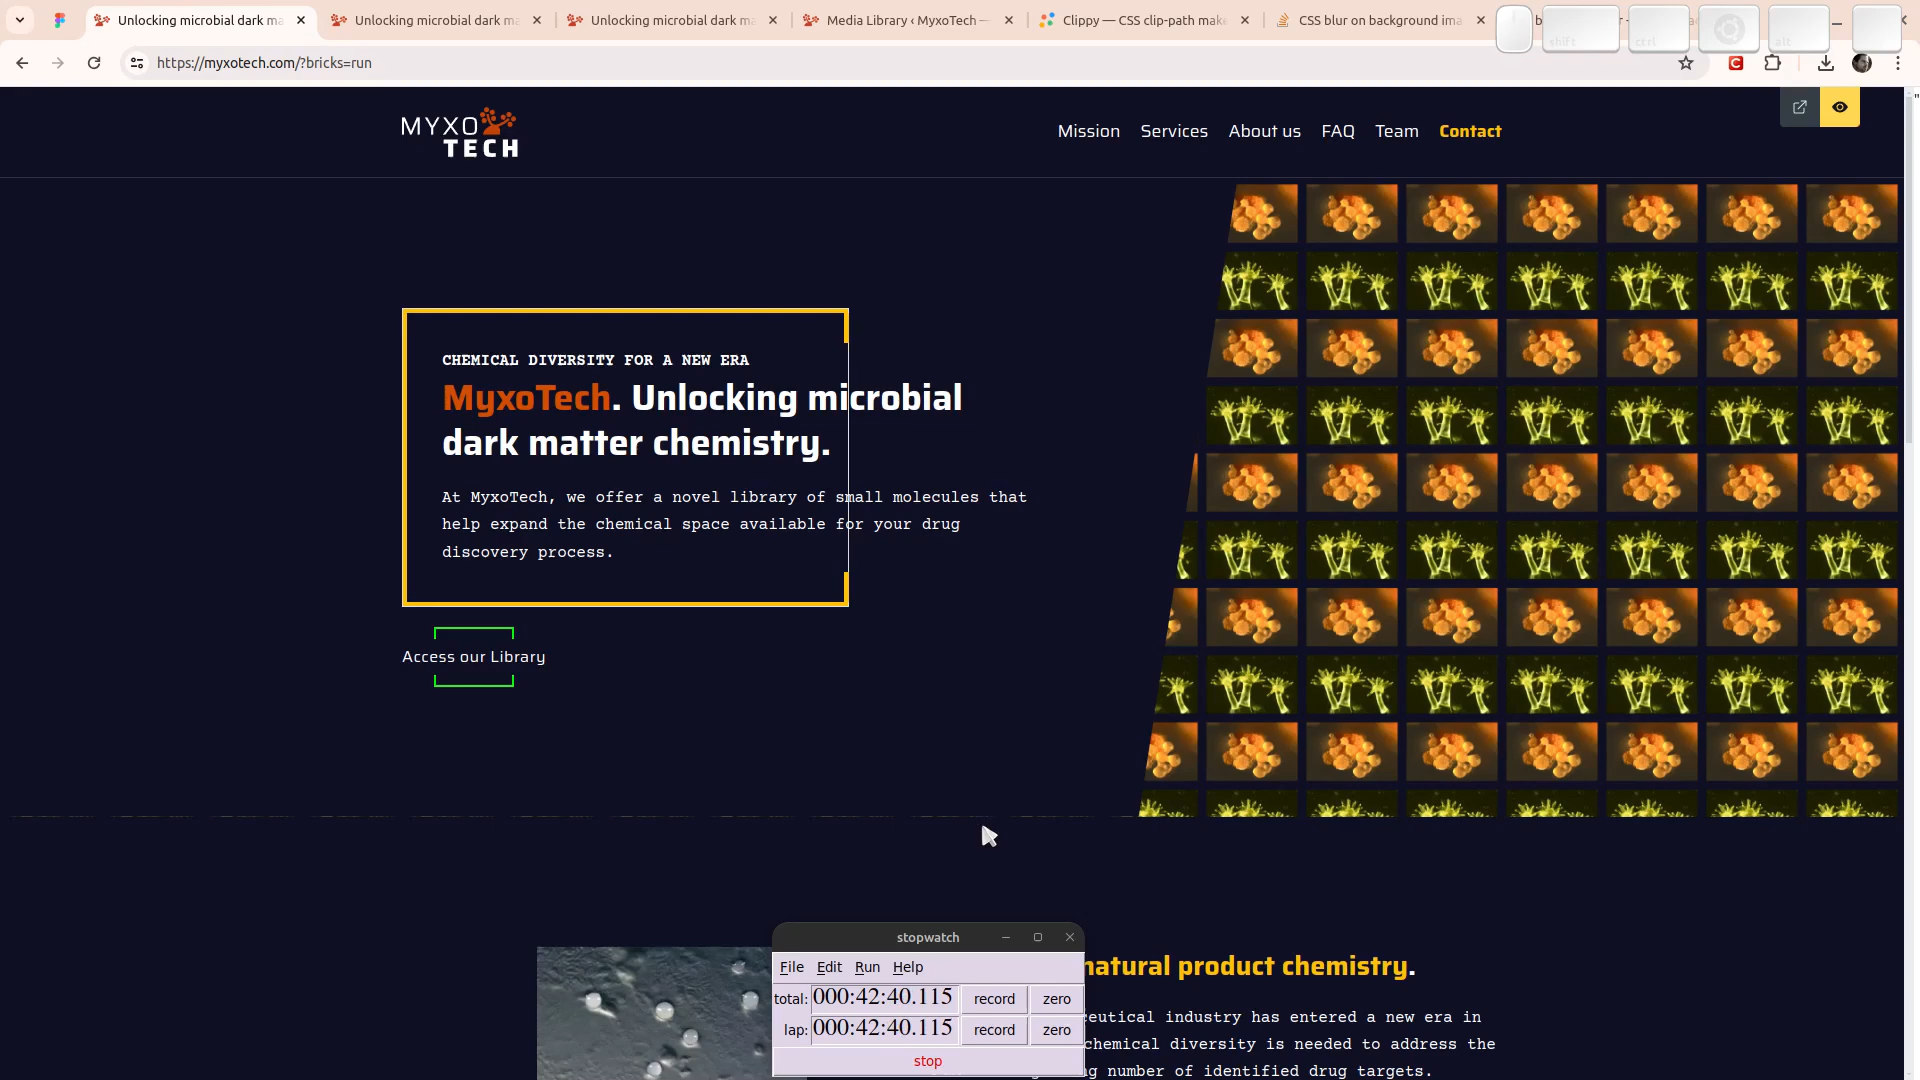 Unlocking microbial dark ma
Unlocking microbial dark ma
Unlocking microbial dark ma
Media Library ‹ MyxoTech —
Clippy — CSS clip-path make
CSS blur on background ima
shift
ctrl
alt
https://myxotech.com/?bricks=run
MYXO
TECH
Mission
Services
About us
FAQ
Team
Contact
CHEMICAL DIVERSITY FOR A NEW ERA
MyxoTech. Unlocking microbial
dark matter chemistry.
At MyxoTech, we offer a novel library of small molecules that
help expand the chemical space available for your drug
discovery process.
Access our Library
stopwatch
File Edit Run Help
total: 000:42:40.115 record zero
lap: 000:42:40.115 record zero
stop
natural product chemistry.
ceutical industry has entered a new era in
chemical diversity is needed to address the
ng number of identified drug targets.